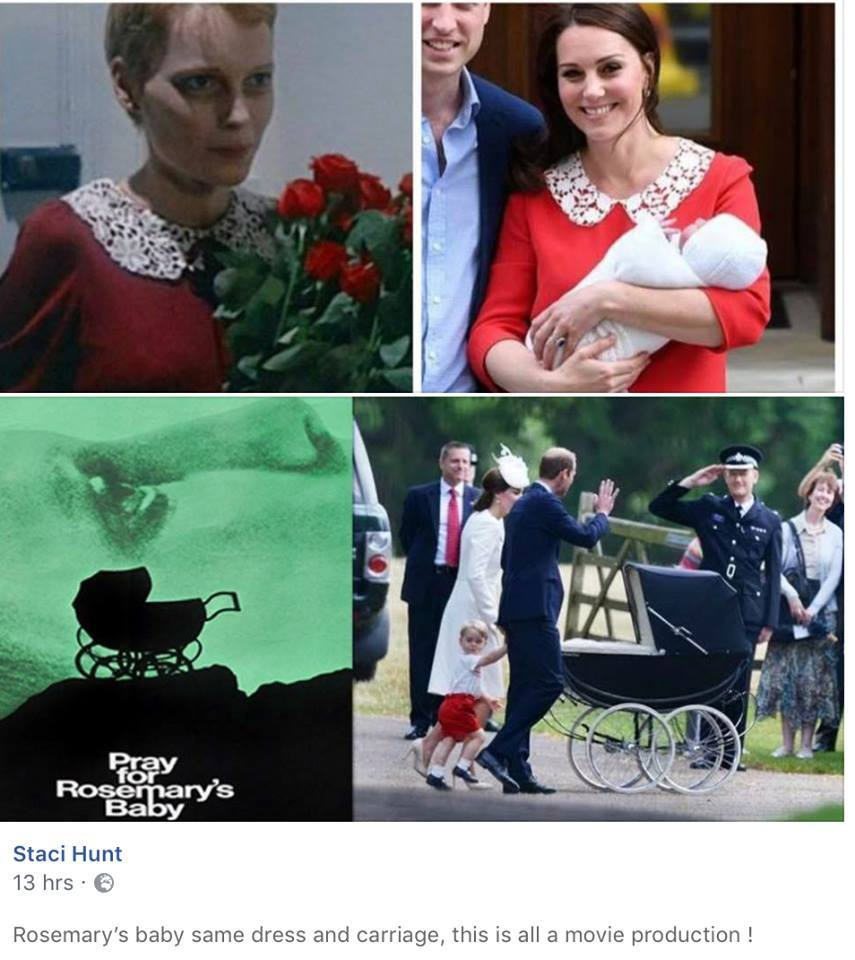 Pray
for
Rosemary's
Baby
Staci Hunt
13 hrs ·
Rosemary's baby same dress and carriage, this is all a movie production !